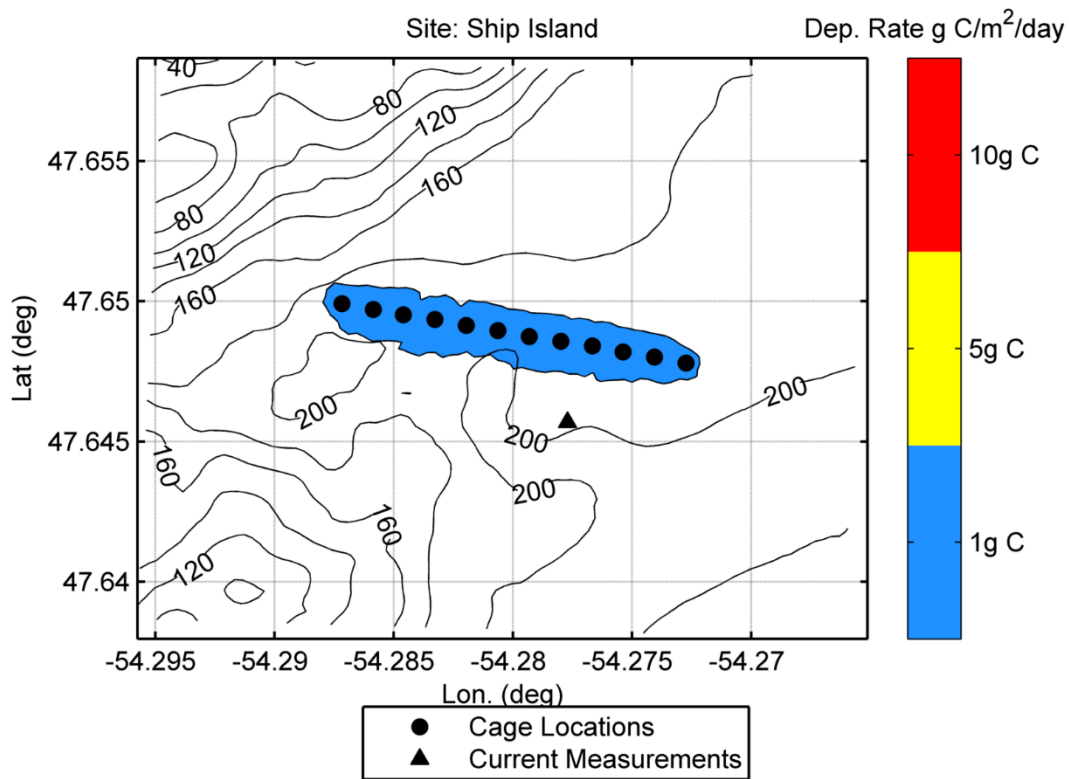 Site: Ship Island
Dep. Rate g C/m²/day
40
80
120
160
80
120
160
200
200
200
200
160
160
120
47.655
47.65
47.645
47.64
Lat (deg)
-54.295
-54.29
-54.285
-54.28
-54.275
-54.27
Lon. (deg)
10g C
5g C
1g C
Cage Locations
Current Measurements